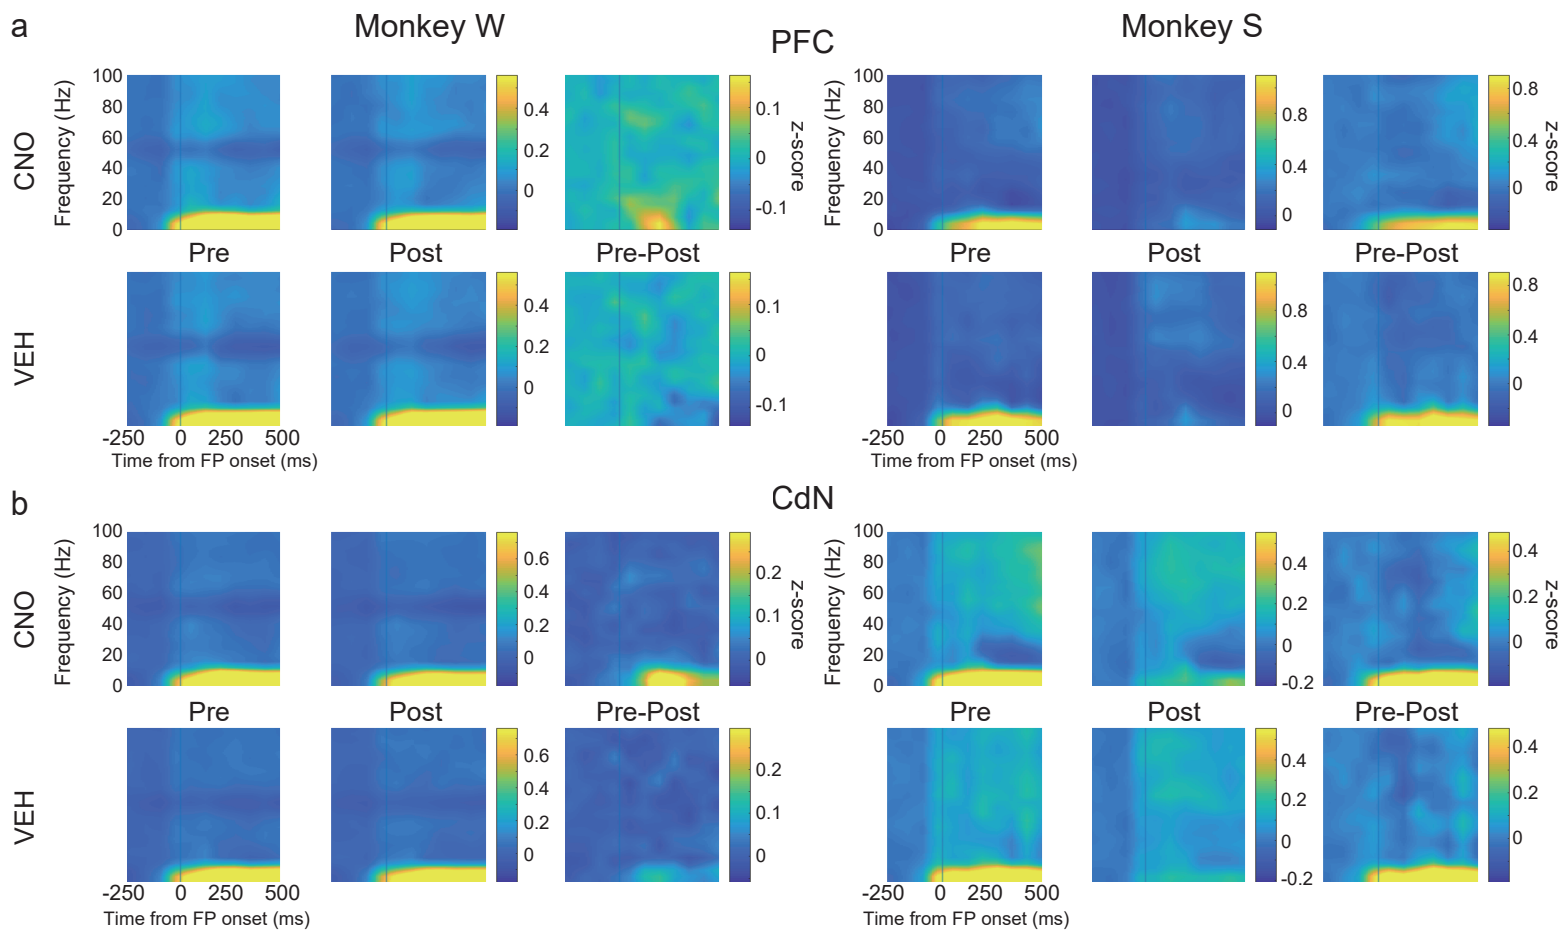 a
Monkey W
PFC
Monkey S
CNO
Frequency (Hz)
100
80
60
40
20
0
0.4
0.2
0
0.1
0
-0.1
z-score
Frequency (Hz)
100
80
60
40
20
0
0.8
0.4
0
0.8
0.4
0
z-score
Pre
Post
Pre-Post
Pre
Post
Pre-Post
VEH
0.4
0.2
0
0.1
0
-0.1
0.8
0.4
0
0.8
0.4
0
-250 0 250 500
Time from FP onset (ms)
-250 0 250 500
Time from FP onset (ms)
b
CdN
CNO
Frequency (Hz)
100
80
60
40
20
0
0.6
0.4
0.2
0
0.2
0.1
0
z-score
Frequency (Hz)
100
80
60
40
20
0
0.4
0.2
0
-0.2
0.4
0.2
0
z-score
Pre
Post
Pre-Post
Pre
Post
Pre-Post
VEH
0.6
0.4
0.2
0
0.2
0.1
0
0.4
0.2
0
-0.2
0.4
0.2
0
-250 0 250 500
Time from FP onset (ms)
-250 0 250 500
Time from FP onset (ms)